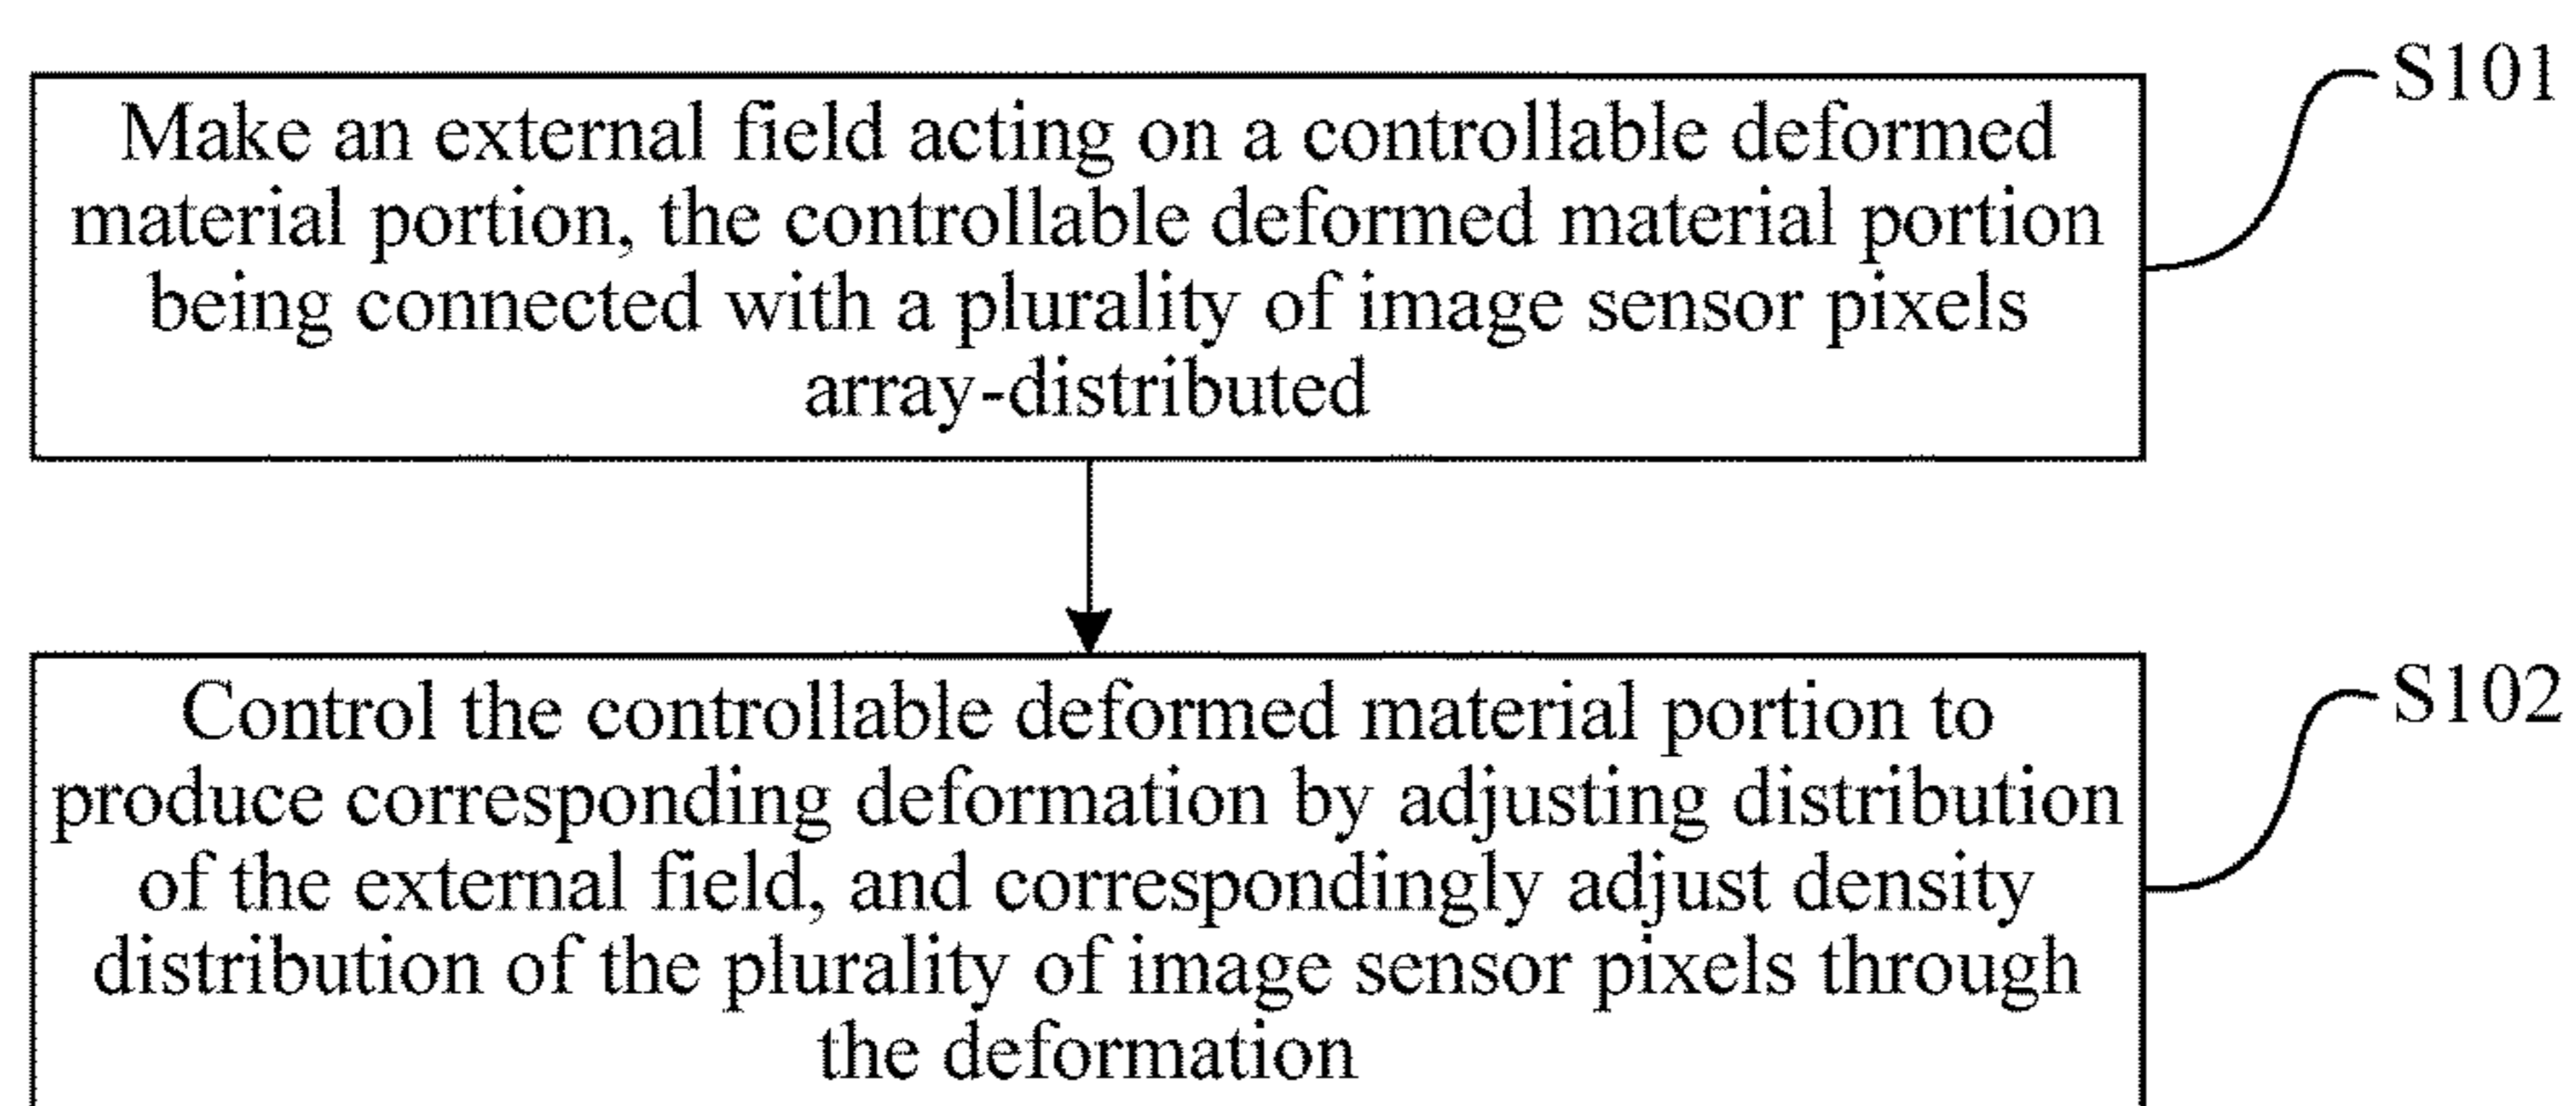 S101
Make an external field acting on a controllable deformed
material portion, the controllable deformed material portion
being connected with a plurality of image sensor pixels
array-distributed
S102
Control the controllable deformed material portion to
produce corresponding deformation by adjusting distribution
of the external field, and correspondingly adjust density
distribution of the plurality of image sensor pixels through
the deformation